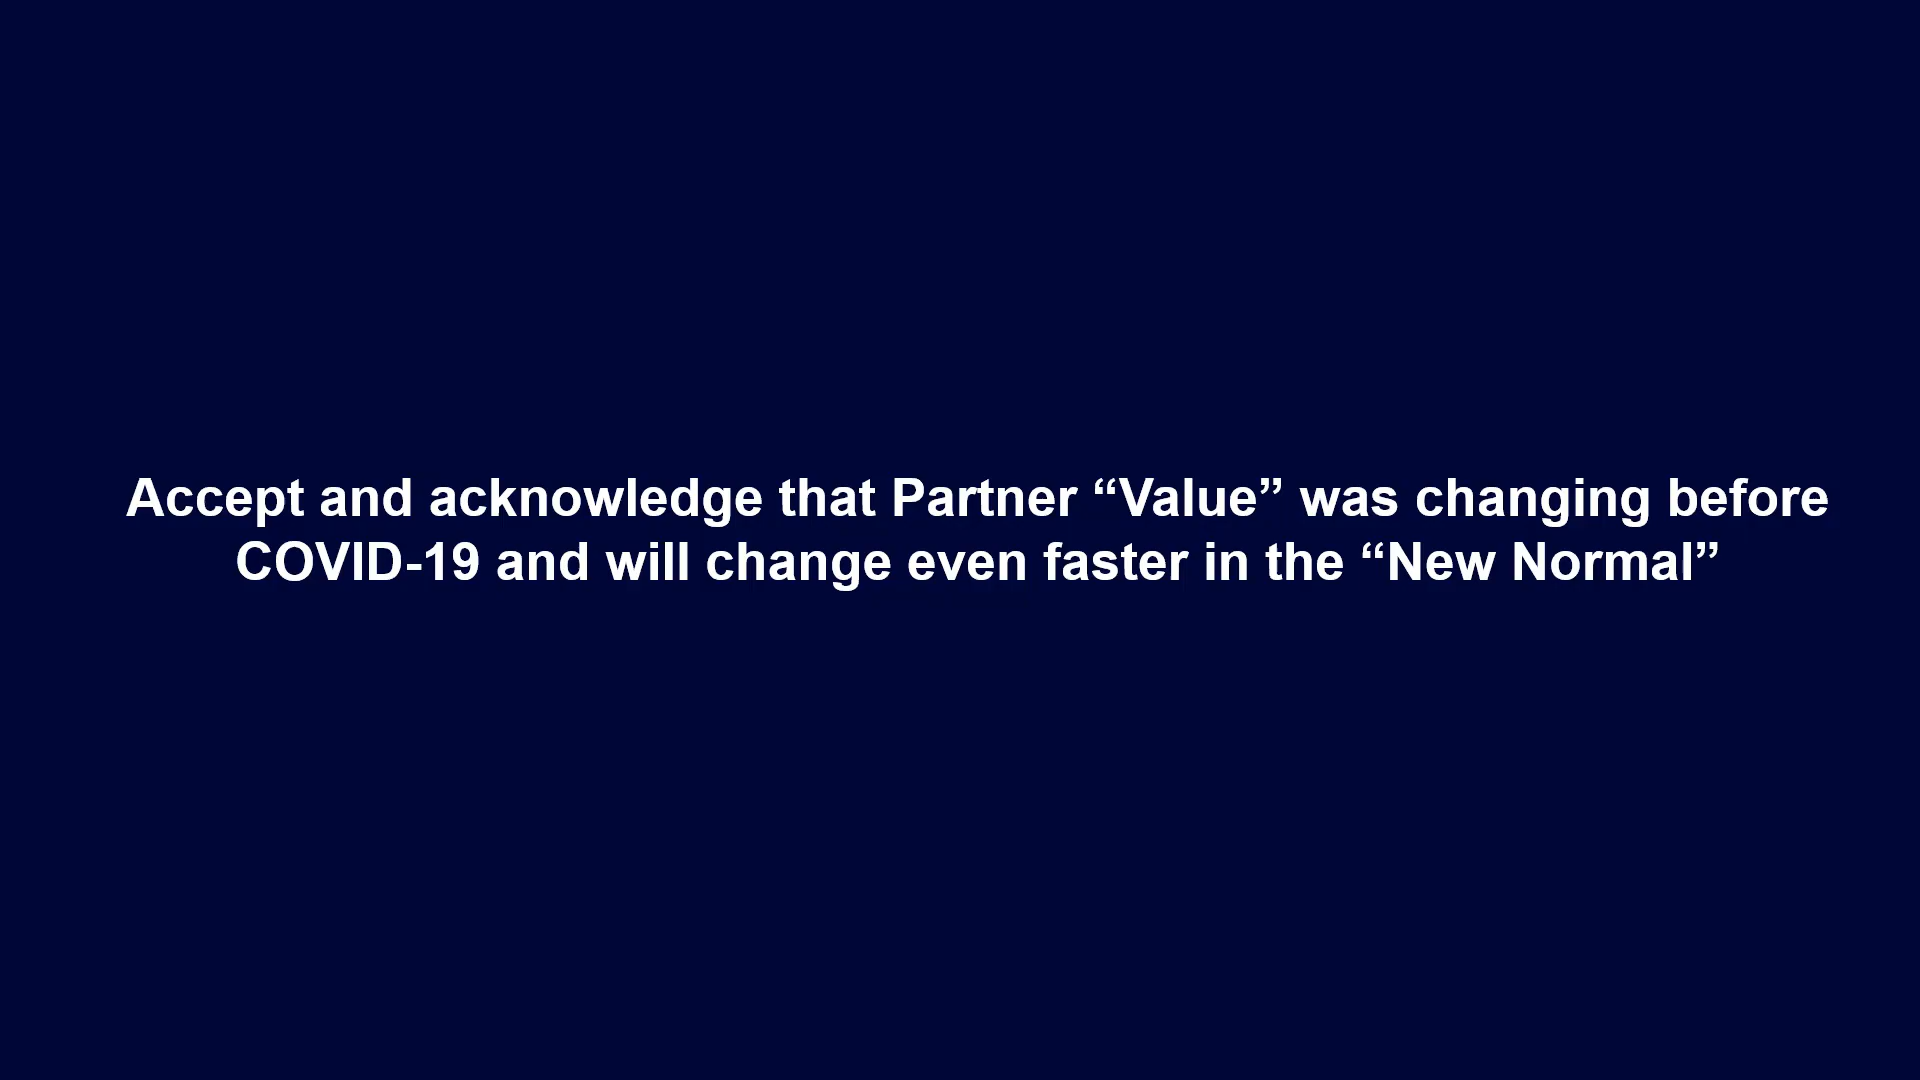 Accept and acknowledge that Partner “Value” was changing before
COVID-19 and will change even faster in the “New Normal”